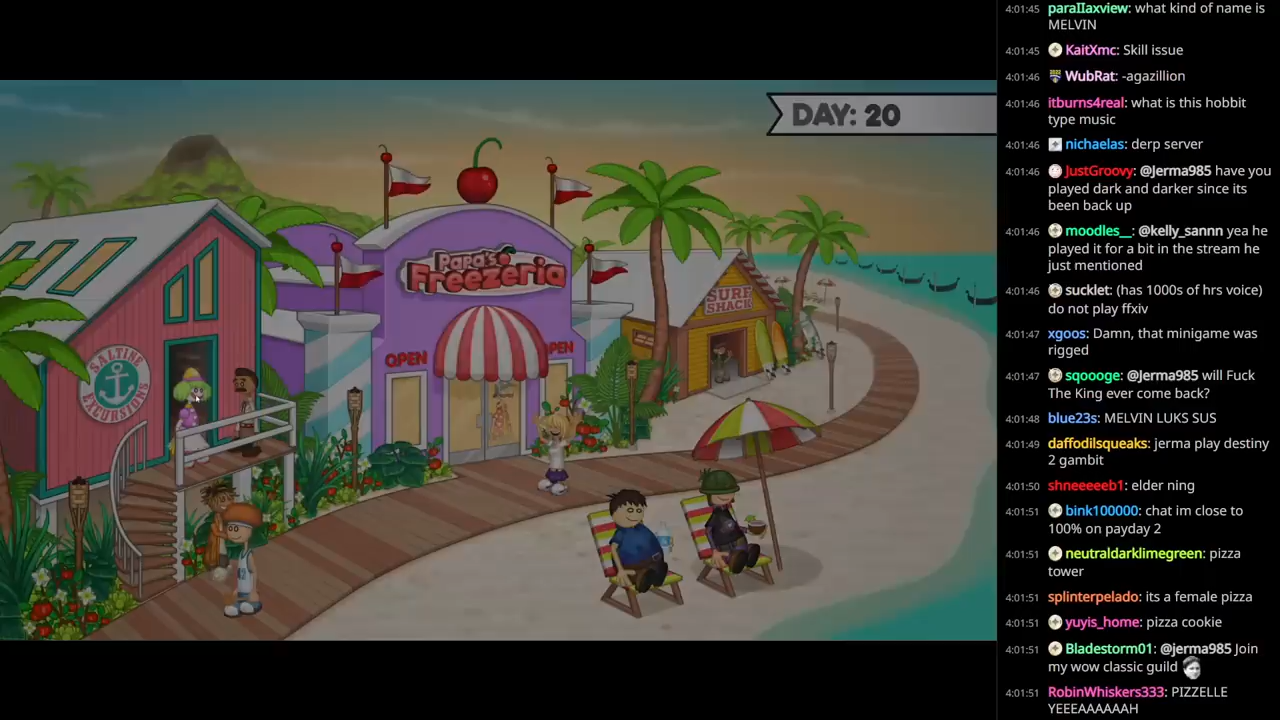 DAY: 20
Papa's
Freezeria
OPEN
OPEN
SURF
SHACK
SALTINE
EXCURSIONS
4:01:45 paraIIaxview: what kind of name is
MELVIN
4:01:45 KaitXmc: Skill issue
4:01:46 WubRat: -agazillion
4:01:46 itburns4real: what is this hobbit
type music
4:01:46 nichaelas: derp server
4:01:46 JustGroovy: @Jerma985 have you
played dark and darker since its
been back up
4:01:46 moodles__: @kelly_sannn yea he
played it for a bit in the stream he
just mentioned
4:01:46 sucklet: (has 1000s of hrs voice)
do not play ffxiv
4:01:47 xgoos: Damn, that minigame was
rigged
4:01:47 sqoooge: @Jerma985 will Fuck
The King ever come back?
4:01:48 blue23s: MELVIN LUKS SUS
4:01:49 daffodilsqueaks: jerma play destiny
2 gambit
4:01:50 shneeeeeb1: elder ning
4:01:51 bink100000: chat im close to
100% on payday 2
4:01:51 neutraldarklimegreen: pizza
tower
4:01:51 splinterpelado: its a female pizza
4:01:51 yuyis_home: pizza cookie
4:01:51 Bladestorm01: @jerma985 Join
my wow classic guild
4:01:51 RobinWhiskers333: PIZZELLE
YEEEAAAAAAH